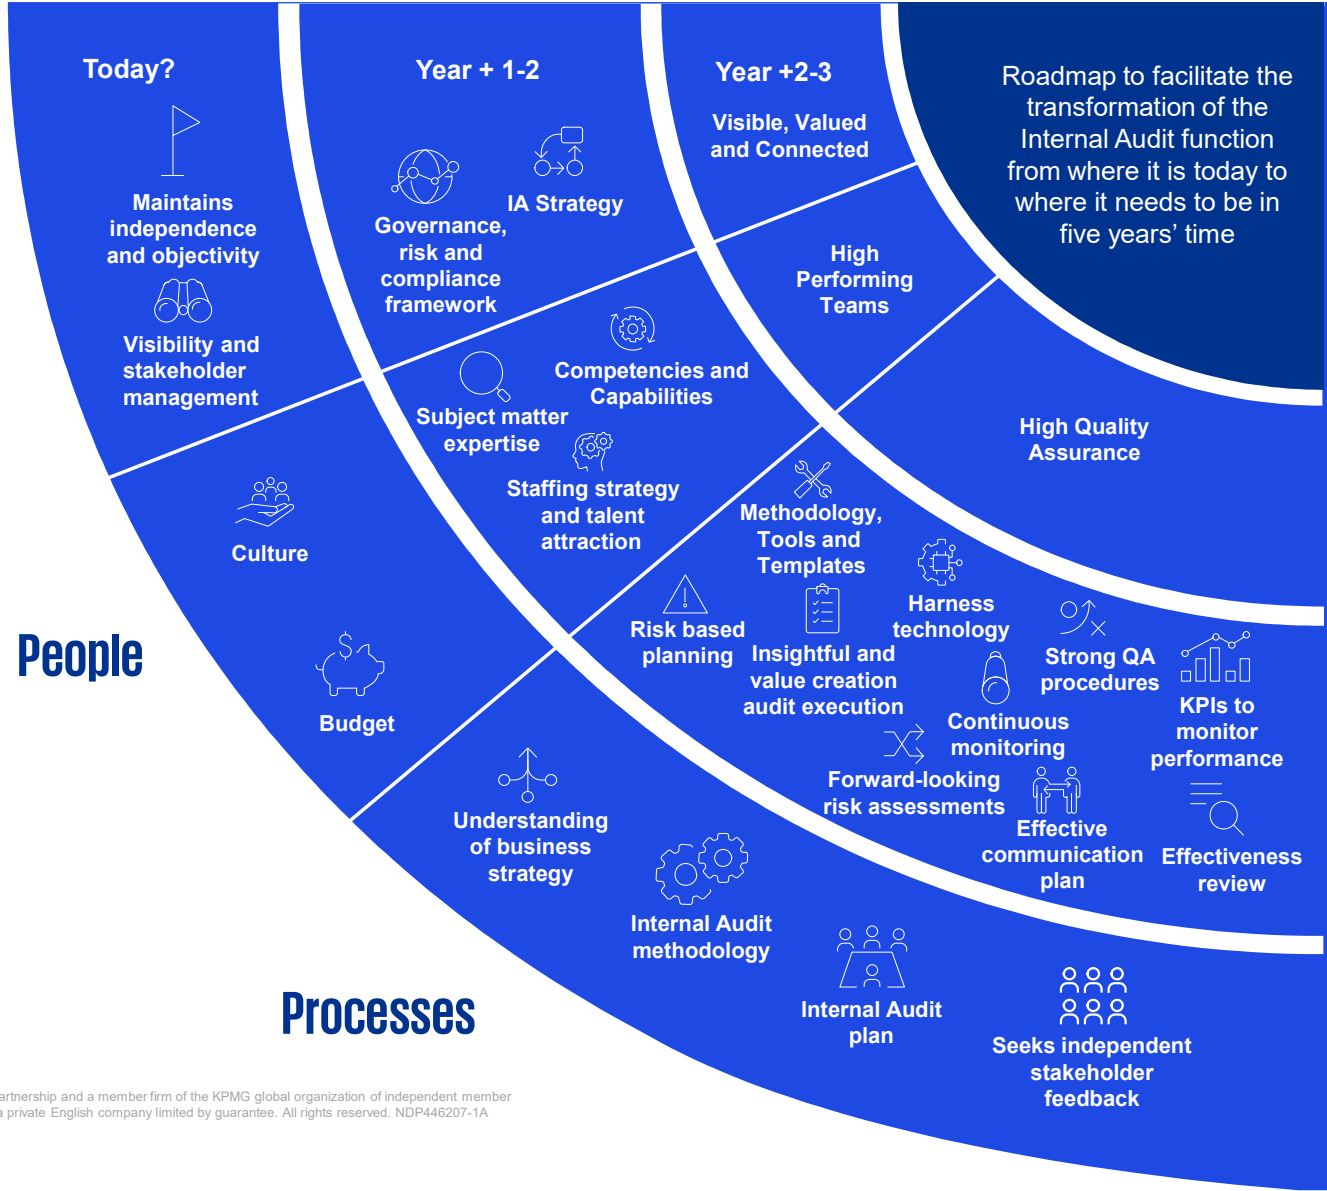 Today?
Maintains
independence
and objectivity
Visibility and
stakeholder
management
Culture
Budget
Understanding
of business
strategy
Internal Audit
methodology
Internal Audit
plan
Seeks independent
stakeholder
feedback
Year + 1-2
IA Strategy
Governance,
risk and
compliance
framework
Competencies and
Capabilities
Subject matter
expertise
Staffing strategy
and talent
attraction
Methodology,
Tools and
Templates
Risk based
planning
Insightful and
value creation
audit execution
Harness
technology
Strong QA
procedures
KPIs to
monitor
performance
Continuous
monitoring
Forward-looking
risk assessments
Effective
communication
plan
Effectiveness
review
Year +2-3
Visible, Valued
and Connected
High
Performing
Teams
High Quality
Assurance
Roadmap to facilitate the
transformation of the
Internal Audit function
from where it is today to
where it needs to be in
five years’ time
People
Processes
and a member firm of the KPMG global organization of independent member
a private English company limited by guarantee. All rights reserved. NDP446207-1A